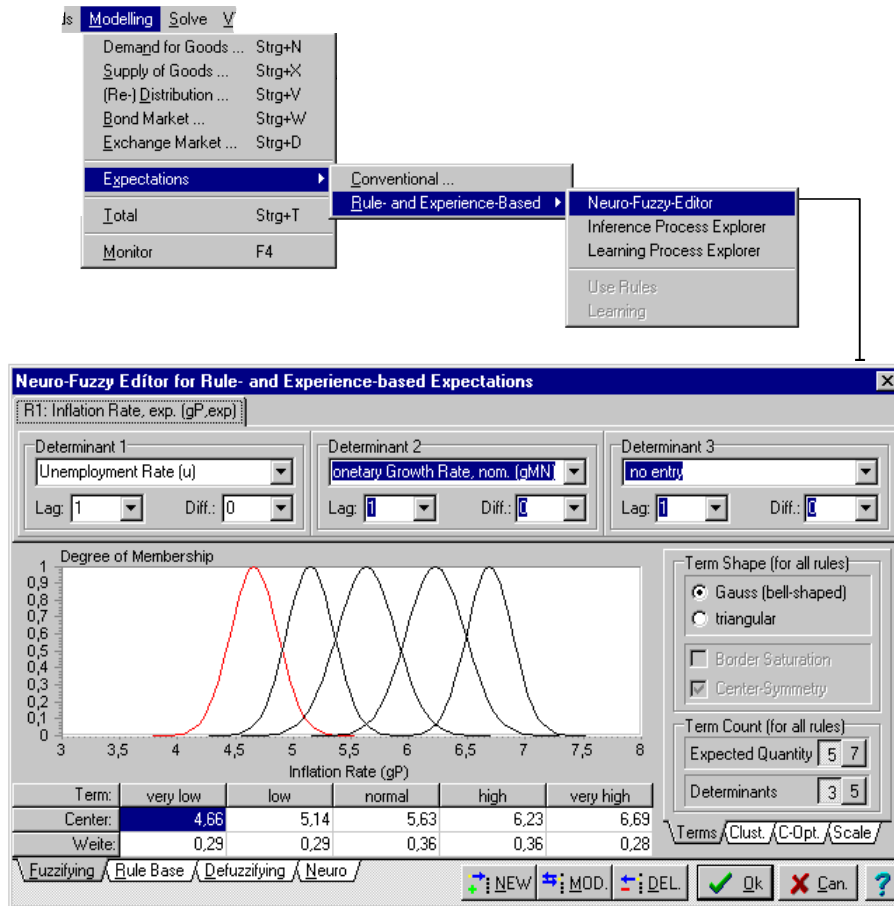 ls Modelling Solve V
Demand for Goods ... Strg+N
Supply of Goods ... Strg+X
(Re-) Distribution ... Strg+V
Bond Market ... Strg+W
Exchange Market ... Strg+D
Expectations
Conventional ...
Rule- and Experience-Based
Neuro-Fuzzy-Editor
Inference Process Explorer
Learning Process Explorer
Use Rules
Learning
Total Strg+T
Monitor F4
Neuro-Fuzzy Edítor for Rule- and Experience-based Expectations
R1: Inflation Rate, exp. (gP,exp)
Determinant 1
Unemployment Rate (u)
Lag: 1 Diff.: 0
Determinant 2
onetary Growth Rate, nom. (gMN)
Lag: 1 Diff.: 0
Determinant 3
no entry
Lag: 1 Diff.: 0
Degree of Membership
1
0,9
0,8
0,7
0,6
0,5
0,4
0,3
0,2
0,1
0
3 3,5 4 4,5 5 5,5 6 6,5 7 7,5 8
Inflation Rate (gP)
Term Shape (for all rules)
Gauss (bell-shaped)
triangular
Border Saturation
Center-Symmetry
Term Count (for all rules)
Expected Quantity 5 7
Determinants 3 5
Terms Clust. C-Opt. Scale
Term: very low low normal high very high
Center: 4,66 5,14 5,63 6,23 6,69
Weite: 0,29 0,29 0,36 0,36 0,28
Fuzzifying Rule Base Defuzzifying Neuro
NEW MOD. DEL. Ok Can. ?